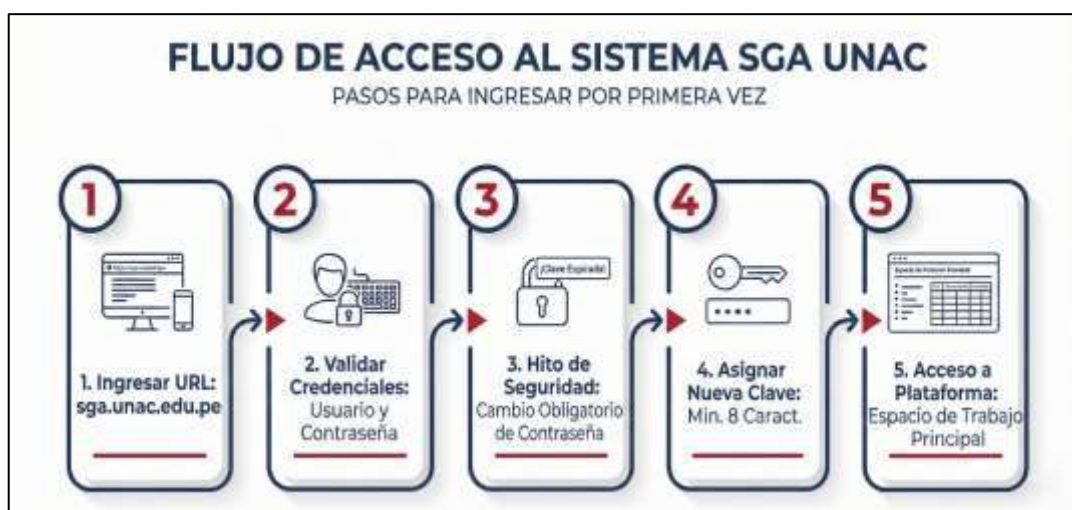 FLUJO DE ACCESO AL SISTEMA SGA UNAC
PASOS PARA INGRESAR POR PRIMERA VEZ
1
1. Ingresar URL:
sga.unac.edu.pe
2
2. Validar
Credenciales:
Usuario y
Contraseña
3
¡Clave Expirada!
3. Hito de
Seguridad:
Cambio Obligatorio
de Contraseña
4
4. Asignar
Nueva Clave:
Min. 8 Caract.
5
5. Acceso a
Plataforma:
Espacio de Trabajo
Principal